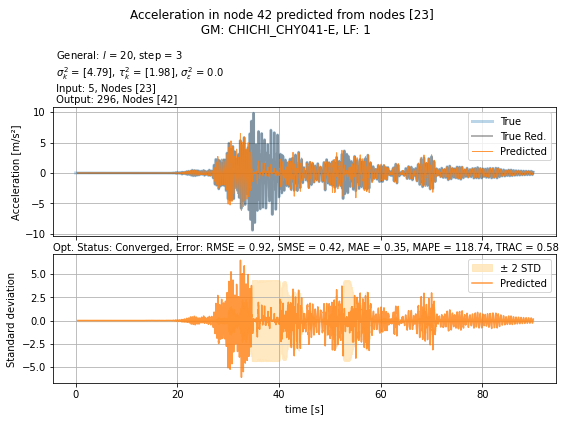 Acceleration in node 42 predicted from nodes [23]
GM: CHICHI_CHY041-E, LF: 1
General: l = 20, step = 3
σ²ₖ = [4.79], τ²ₖ = [1.98], σ²ε = 0.0
Input: 5, Nodes [23]
Output: 296, Nodes [42]
Acceleration [m/s²]
10
5
0
−5
−10
True
True Red.
Predicted
Opt. Status: Converged, Error: RMSE = 0.92, SMSE = 0.42, MAE = 0.35, MAPE = 118.74, TRAC = 0.58
Standard deviation
5.0
2.5
0.0
−2.5
−5.0
± 2 STD
Predicted
0 20 40 60 80
time [s]